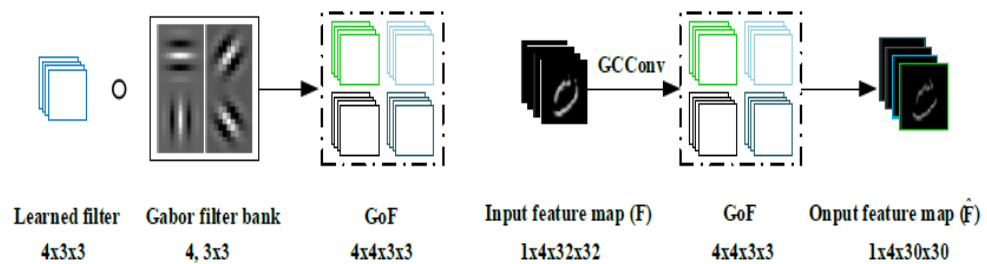 GCConv
Learned filter
4x3x3
Gabor filter bank
4, 3x3
GoF
4x4x3x3
Input feature map (F)
1x4x32x32
GoF
4x4x3x3
Onput feature map (F̂)
1x4x30x30